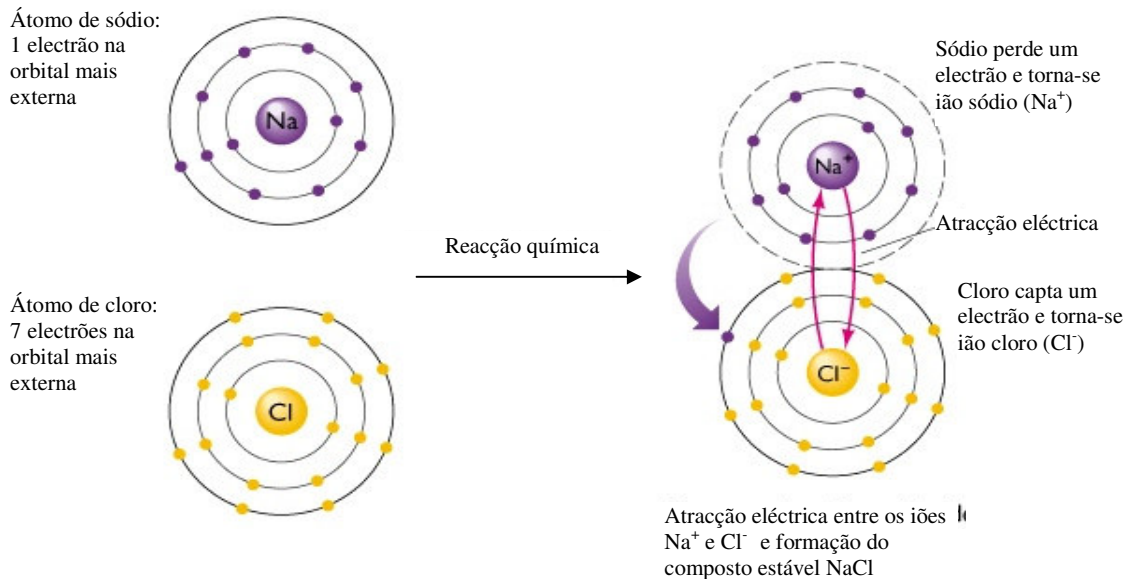 Átomo de sódio:
1 electrão na
orbital mais
externa
Na
Átomo de cloro:
7 electrões na
orbital mais
externa
Cl
Reacção química
Sódio perde um
electrão e torna-se
ião sódio (Na⁺)
Na⁺
Atracção eléctrica
Cloro capta um
electrão e torna-se
ião cloro (Cl⁻)
Cl⁻
Atracção eléctrica entre os iões
Na⁺ e Cl⁻ e formação do
composto estável NaCl